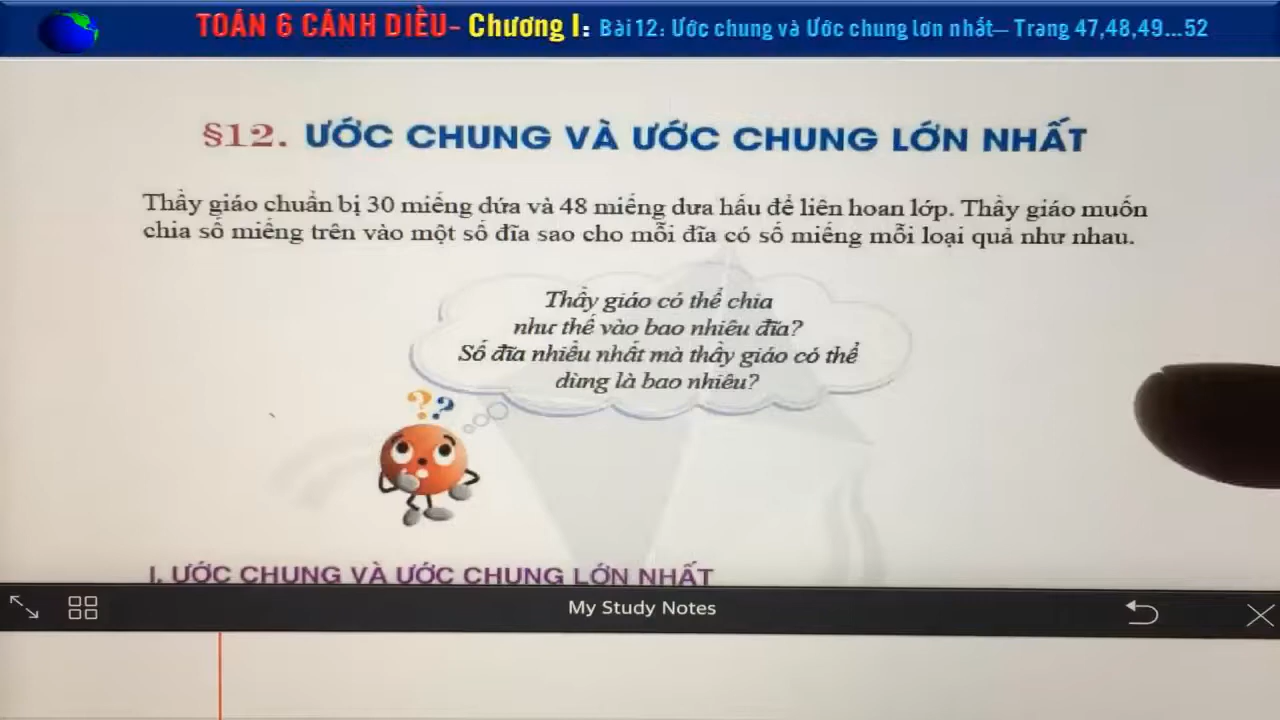 TOÁN 6 CÁNH DIỀU- Chương I: Bài 12: Ước chung và Ước chung lơn nhất– Trang 47,48,49...52
§12. ƯỚC CHUNG VÀ ƯỚC CHUNG LỚN NHẤT
Thầy giáo chuẩn bị 30 miếng dứa và 48 miếng dưa hấu để liên hoan lớp. Thầy giáo muốn
chia số miếng trên vào một số đĩa sao cho mỗi đĩa có số miếng mỗi loại quả như nhau.
Thầy giáo có thể chia
như thế vào bao nhiêu đĩa?
Số đĩa nhiều nhất mà thầy giáo có thể
dùng là bao nhiêu?
??
I. ƯỚC CHUNG VÀ ƯỚC CHUNG LỚN NHẤT
My Study Notes